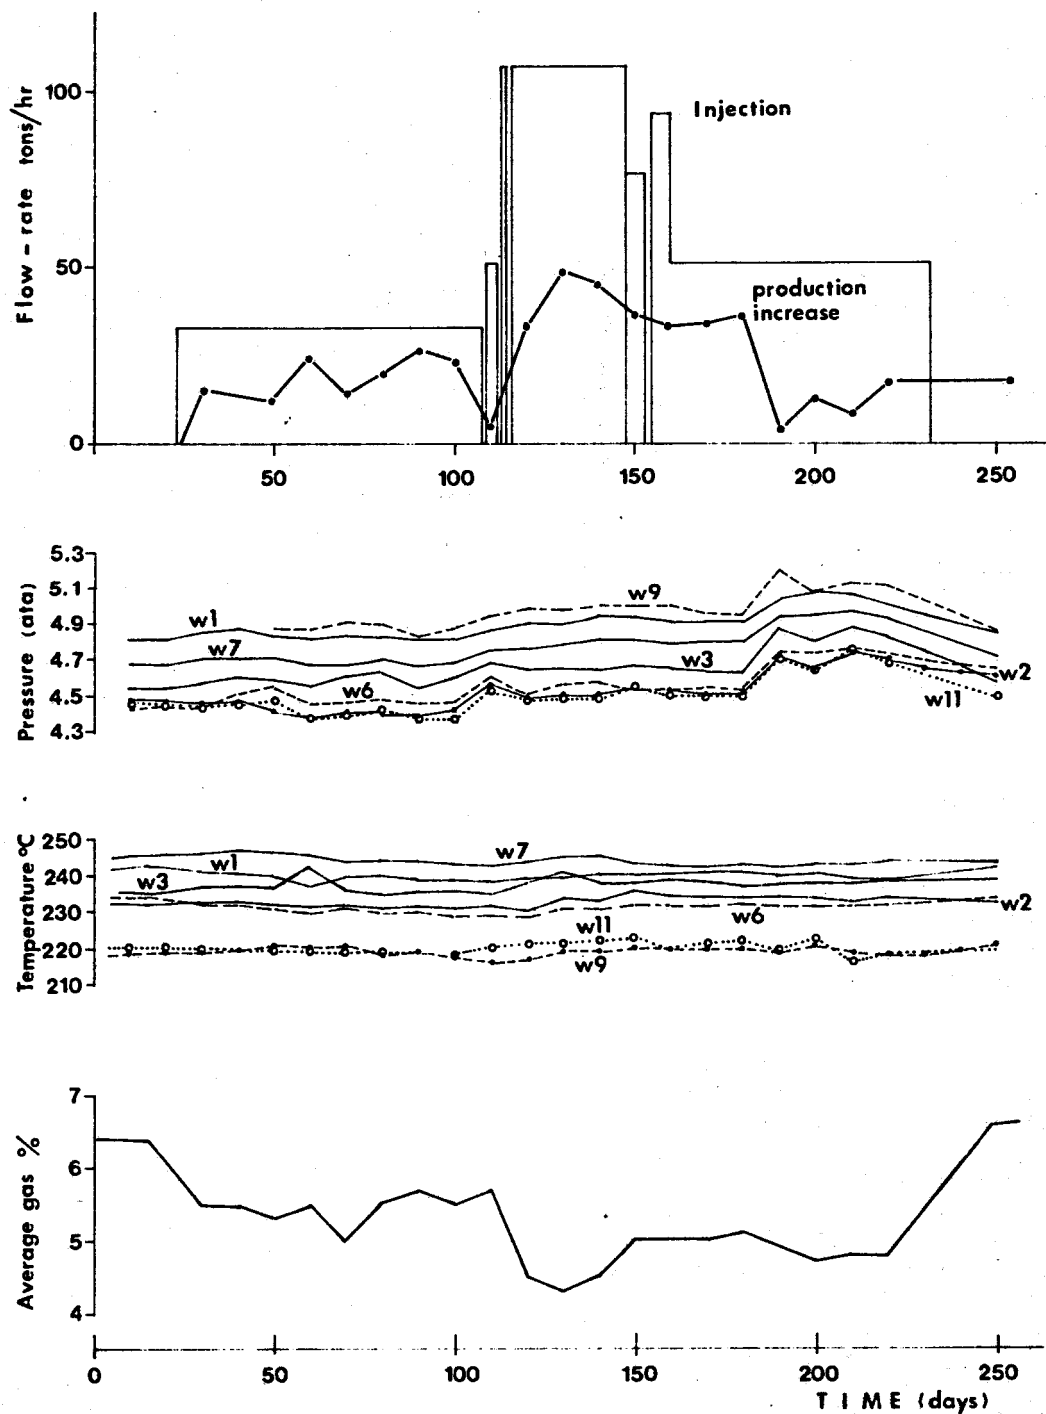 Flow - rate tons/hr
100
50
0
Injection
production
increase
50
100
150
200
250
Pressure (ata)
5.3
5.1
4.9
4.7
4.5
4.3
w1
w9
w7
w3
w6
w2
w11
Temperature °C
250
240
230
220
210
w7
w1
w3
w2
w11
w6
w9
Average gas %
7
6
5
4
0
50
100
150
200
250
TIME (days)